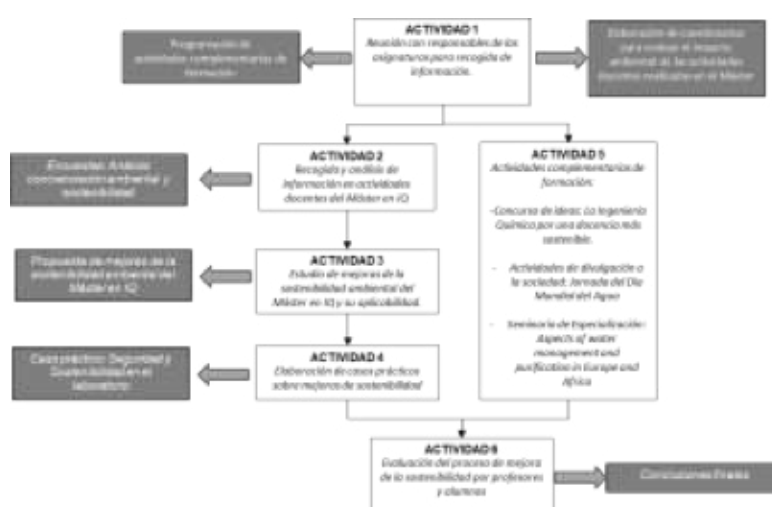 ACTIVIDAD 1
Reunión con responsables de las
asignaturas para recogida de
información.
Programación de
actividades complementarias de
formación
Elaboración de cuestionarios
para evaluar el impacto
ambiental de las actividades
docentes realizadas en el Máster
ACTIVIDAD 2
Recogida y análisis de
información en actividades
docentes del Máster en IQ
Encuestas: Análisis
ambiental y
sostenibilidad
ACTIVIDAD 3
Estudio de mejoras de la
sostenibilidad ambiental del
Máster en IQ y su aplicabilidad.
Propuesta de mejoras de la
sostenibilidad ambiental del
Máster en IQ
ACTIVIDAD 4
Elaboración de casos prácticos
sobre mejoras de sostenibilidad
Caso práctico: Seguridad y
Sostenibilidad en el
laboratorio
ACTIVIDAD 5
Actividades complementarias de
formación:
-Concurso de ideas: La Ingeniería
Química por una docencia más
sostenible.
- Actividades de divulgación a
la sociedad: Jornada del Día
Mundial del Agua
- Seminario de Especialización:
Aspects of water
management and
purification in Europe and
Africa
ACTIVIDAD 6
Evaluación del proceso de mejora
de la sostenibilidad por profesores
y alumnos
Conclusiones finales